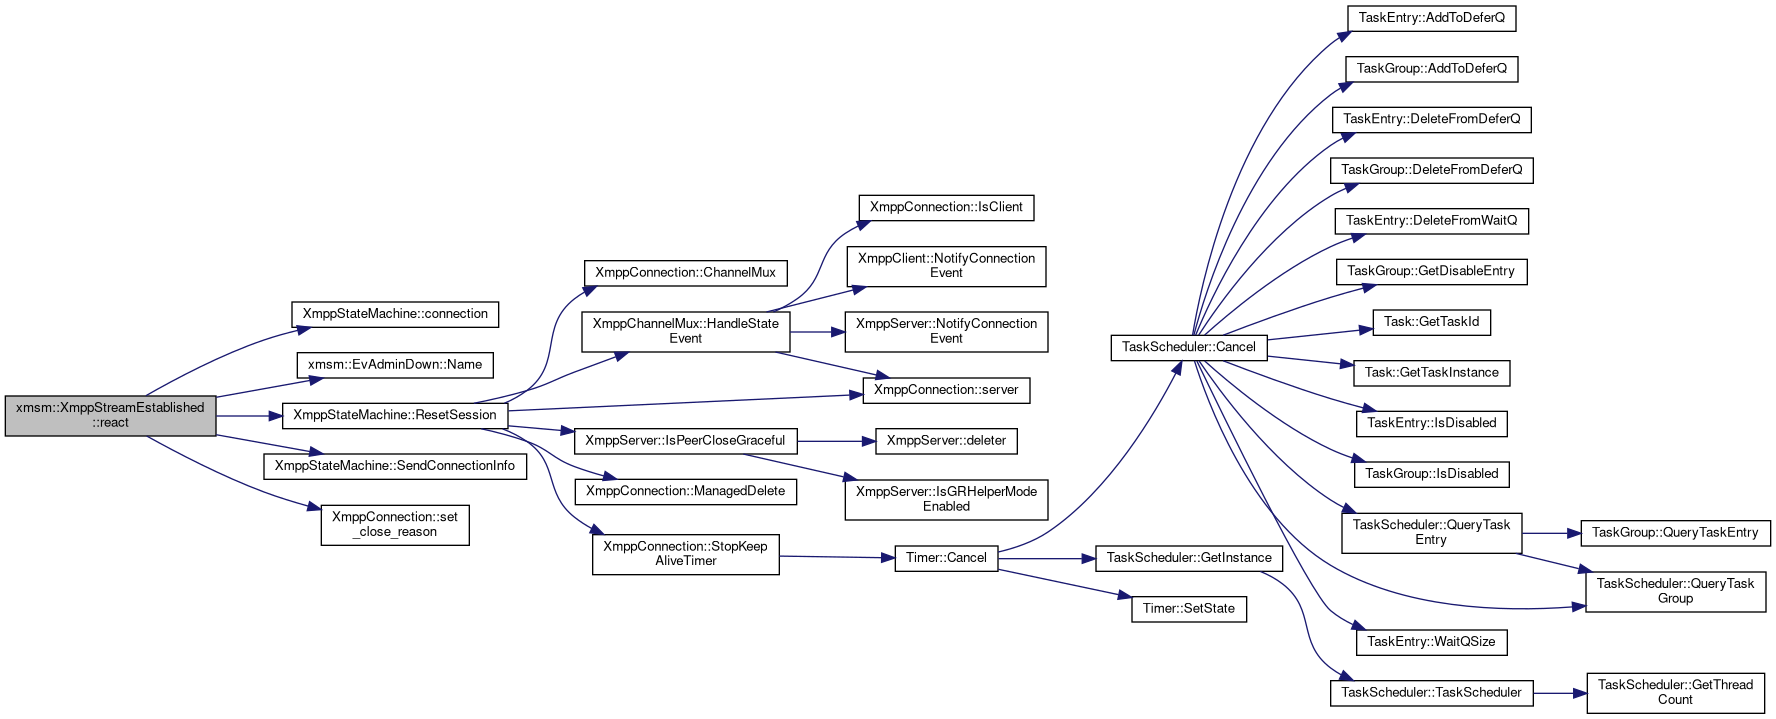 xmsm::XmppStreamEstablished
::react
XmppStateMachine::connection
xmsm::EvAdminDown::Name
XmppStateMachine::ResetSession
XmppStateMachine::SendConnectionInfo
XmppConnection::set
_close_reason
XmppConnection::ChannelMux
XmppChannelMux::HandleState
Event
XmppServer::IsPeerCloseGraceful
XmppConnection::ManagedDelete
XmppConnection::StopKeep
AliveTimer
XmppConnection::IsClient
XmppClient::NotifyConnection
Event
XmppServer::NotifyConnection
Event
XmppConnection::server
XmppServer::deleter
XmppServer::IsGRHelperMode
Enabled
Timer::Cancel
TaskScheduler::Cancel
TaskScheduler::GetInstance
Timer::SetState
TaskEntry::AddToDeferQ
TaskGroup::AddToDeferQ
TaskEntry::DeleteFromDeferQ
TaskGroup::DeleteFromDeferQ
TaskEntry::DeleteFromWaitQ
TaskGroup::GetDisableEntry
Task::GetTaskId
Task::GetTaskInstance
TaskEntry::IsDisabled
TaskGroup::IsDisabled
TaskScheduler::QueryTask
Entry
TaskEntry::WaitQSize
TaskScheduler::TaskScheduler
TaskGroup::QueryTaskEntry
TaskScheduler::QueryTask
Group
TaskScheduler::GetThread
Count